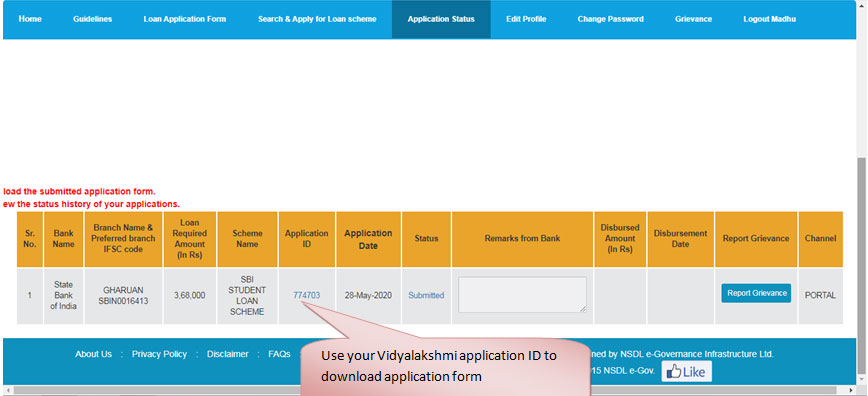 Home Guidelines Loan Application Form Search & Apply for Loan scheme Application Status Edit Profile Change Password Grievance Logout Madhu
load the submitted application form.
ew the status history of your applications.
Sr. No. Bank Name Branch Name & Preferred branch IFSC code Loan Required Amount (In Rs) Scheme Name Application ID Application Date Status Remarks from Bank Disbursed Amount (In Rs) Disbursement Date Report Grievance Channel
1 State Bank of India GHARUAN SBIN0016413 3,68,000 SBI STUDENT LOAN SCHEME 774703 28-May-2020 Submitted Report Grievance PORTAL
About Us : Privacy Policy : Disclaimer : FAQs : ned by NSDL e-Governance Infrastructure Ltd.
015 NSDL e-Gov. Like
Use your Vidyalakshmi application ID to
download application form